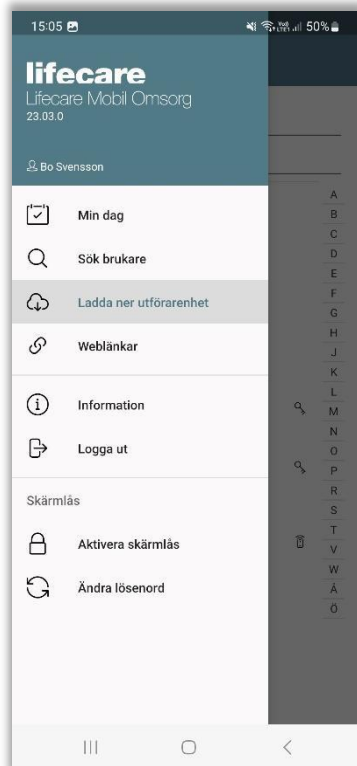 15:05
50%
lifecare
Lifecare Mobil Omsorg
23.03.0
Bo Svensson
Min dag
Sök brukare
Ladda ner utförarenhet
Weblänkar
Information
Logga ut
Skärmlås
Aktivera skärmlås
Ändra lösenord
A
B
C
D
E
F
G
H
J
K
L
M
N
O
P
R
S
T
V
W
Å
Ö